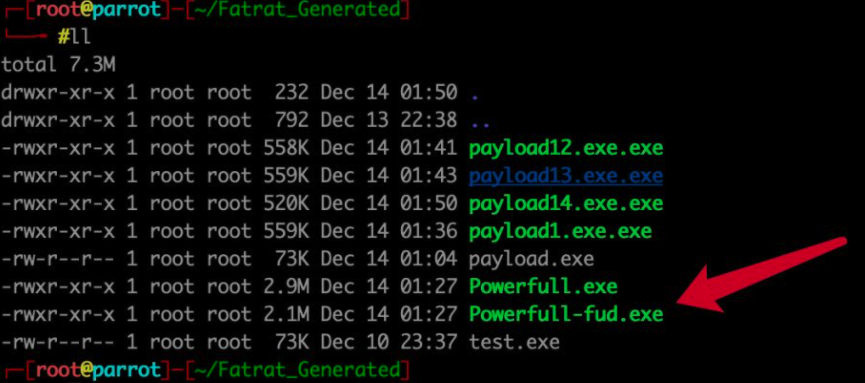 ┌─[root@parrot]─[~/Fatrat_Generated]
└──╼ #ll
total 7.3M
drwxr-xr-x 1 root root  232 Dec 14 01:50 .
drwxr-xr-x 1 root root  792 Dec 13 22:38 ..
-rwxr-xr-x 1 root root 558K Dec 14 01:41 payload12.exe.exe
-rwxr-xr-x 1 root root 559K Dec 14 01:43 payload13.exe.exe
-rwxr-xr-x 1 root root 520K Dec 14 01:50 payload14.exe.exe
-rwxr-xr-x 1 root root 559K Dec 14 01:36 payload1.exe.exe
-rw-r--r-- 1 root root  73K Dec 14 01:04 payload.exe
-rwxr-xr-x 1 root root 2.9M Dec 14 01:27 Powerfull.exe
-rwxr-xr-x 1 root root 2.1M Dec 14 01:27 Powerfull-fud.exe
-rw-r--r-- 1 root root  73K Dec 10 23:37 test.exe
┌─[root@parrot]─[~/Fatrat_Generated]